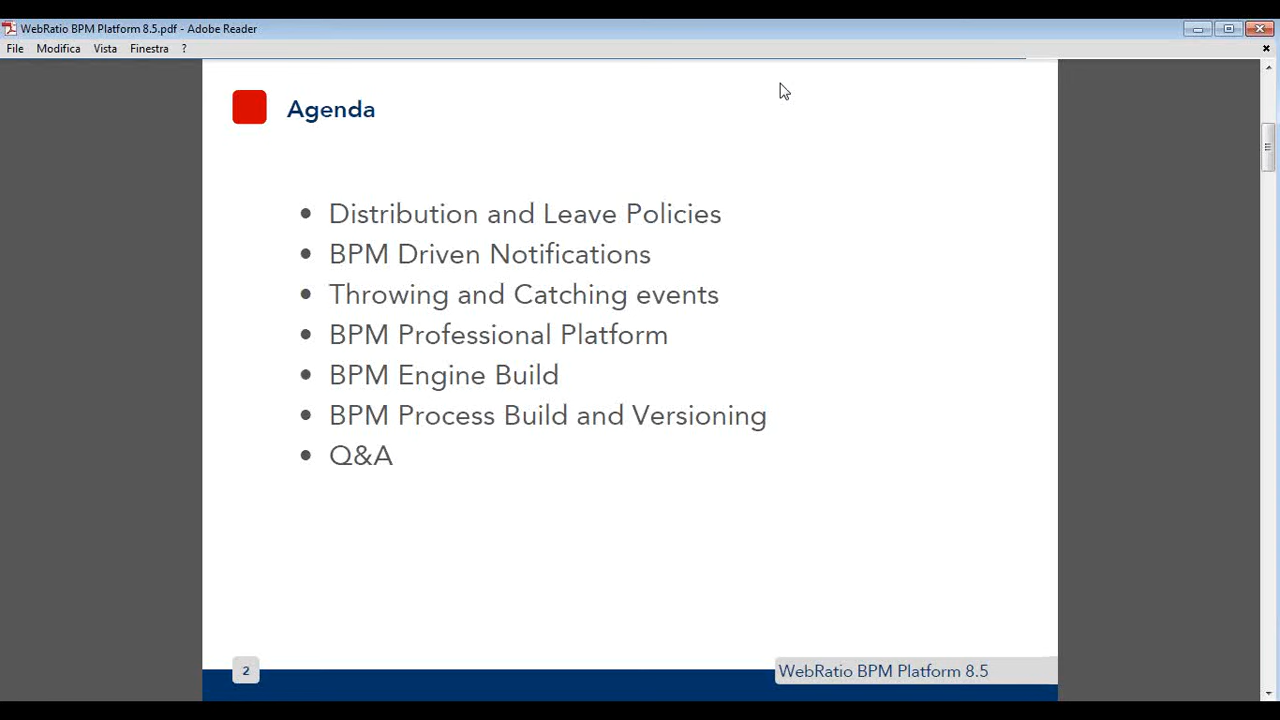 WebRatio BPM Platform 8.5.pdf - Adobe Reader
File Modifica Vista Finestra ?
Agenda
• Distribution and Leave Policies
• BPM Driven Notifications
• Throwing and Catching events
• BPM Professional Platform
• BPM Engine Build
• BPM Process Build and Versioning
• Q&A
2
WebRatio BPM Platform 8.5